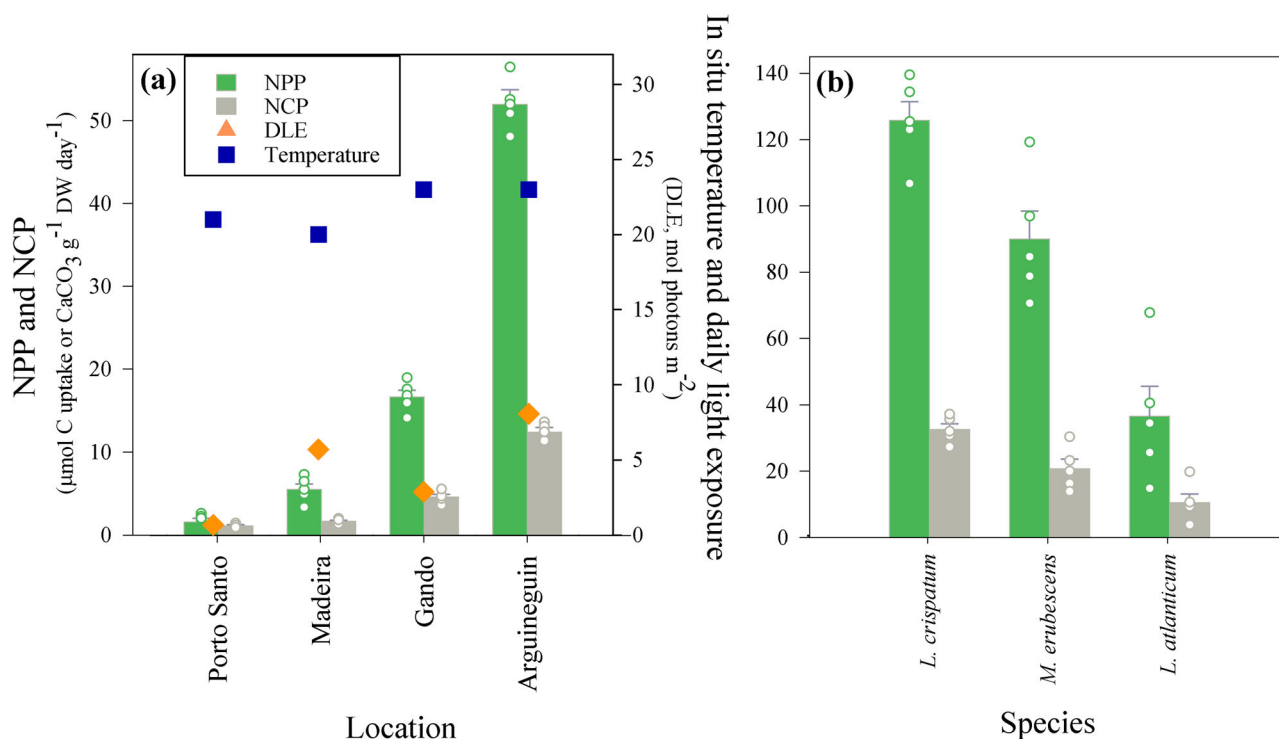 (a)
NPP
NCP
DLE
Temperature
NPP and NCP
(µmol C uptake or CaCO3 g-1 DW day-1)
50
40
30
20
10
0
30
25
20
15
10
5
0
In situ temperature and daily light exposure
(DLE, mol photons m-2)
Porto Santo
Madeira
Gando
Arguineguin
Location
(b)
140
120
100
80
60
40
20
0
L. crispatum
M. erubescens
L. atlanticum
Species